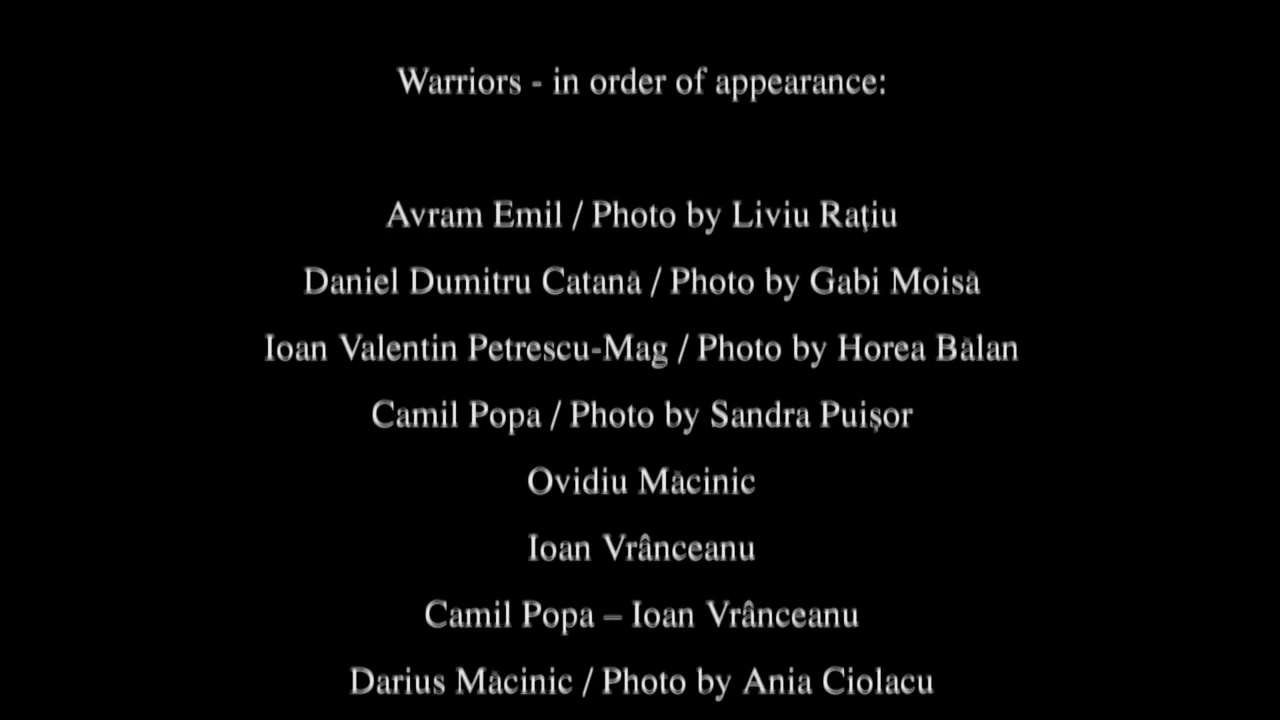 Warriors - in order of appearance:
Avram Emil / Photo by Liviu Raţiu
Daniel Dumitru Catană / Photo by Gabi Moisă
Ioan Valentin Petrescu-Mag / Photo by Horea Bălan
Camil Popa / Photo by Sandra Puişor
Ovidiu Măcinic
Ioan Vrânceanu
Camil Popa – Ioan Vrânceanu
Darius Măcinic / Photo by Ania Ciolacu